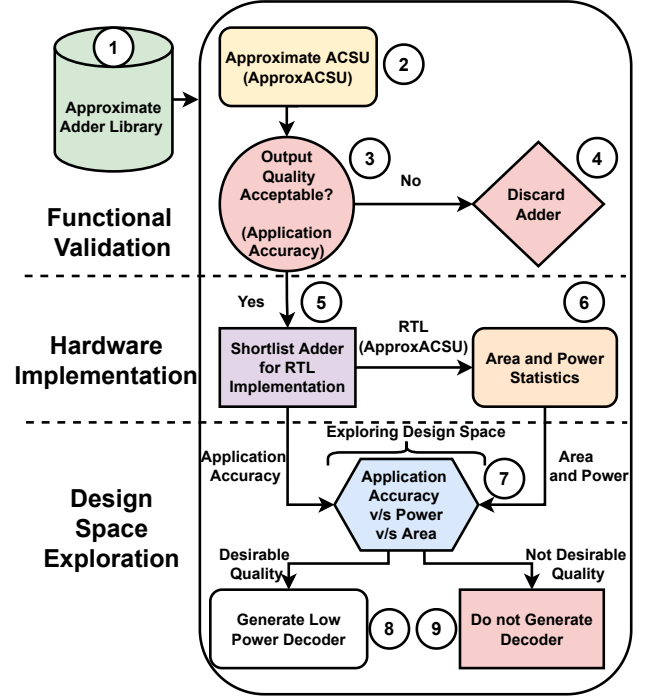 1
Approximate
Adder Library
Approximate ACSU
(ApproxACSU)
2
Output
Quality
Acceptable?
(Application
Accuracy)
3
No
Discard
Adder
4
Functional
Validation
Yes
5
Shortlist Adder
for RTL
Implementation
RTL
(ApproxACSU)
6
Area and Power
Statistics
Hardware
Implementation
Exploring Design Space
Application
Accuracy
Application
Accuracy
v/s Power
v/s Area
7
Area
and Power
Design
Space
Exploration
Desirable
Quality
Not Desirable
Quality
Generate Low
Power Decoder
8
9
Do not Generate
Decoder